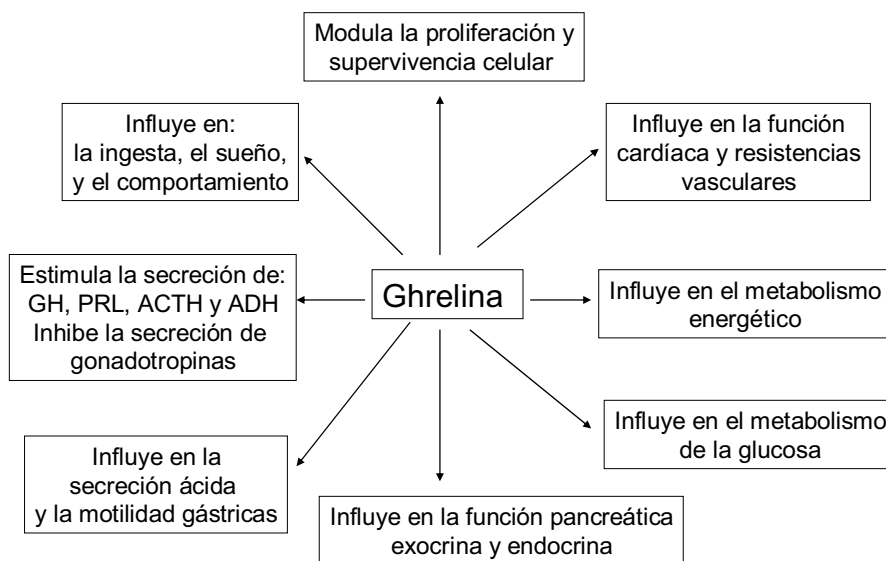 Modula la proliferación y
supervivencia celular
Influye en:
la ingesta, el sueño,
y el comportamiento
Influye en la función
cardíaca y resistencias
vasculares
Estimula la secreción de:
GH, PRL, ACTH y ADH
Inhibe la secreción de
gonadotropinas
Ghrelina
Influye en el metabolismo
energético
Influye en el metabolismo
de la glucosa
Influye en la
secreción ácida
y la motilidad gástricas
Influye en la función pancreática
exocrina y endocrina